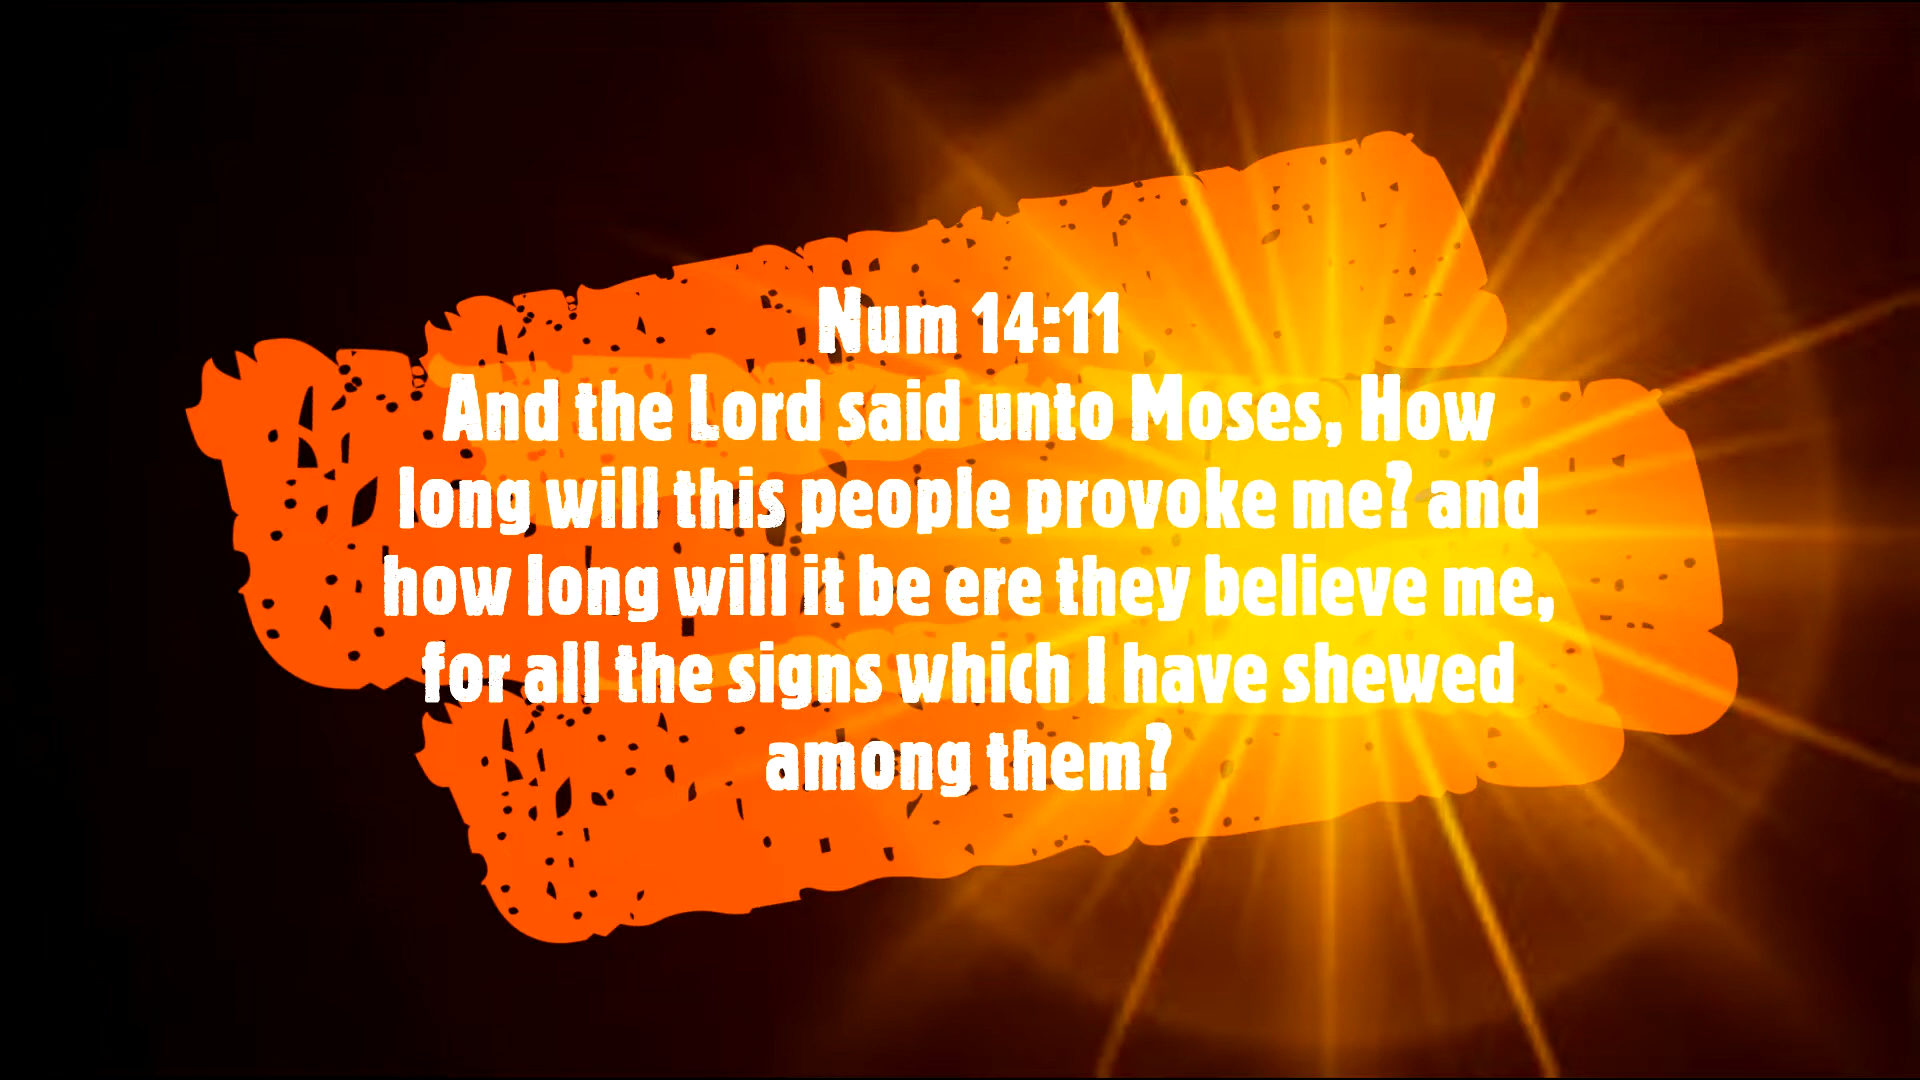 Num 14:11
And the Lord said unto Moses, How
long will this people provoke me? and
how long will it be ere they believe me,
for all the signs which I have shewed
among them?